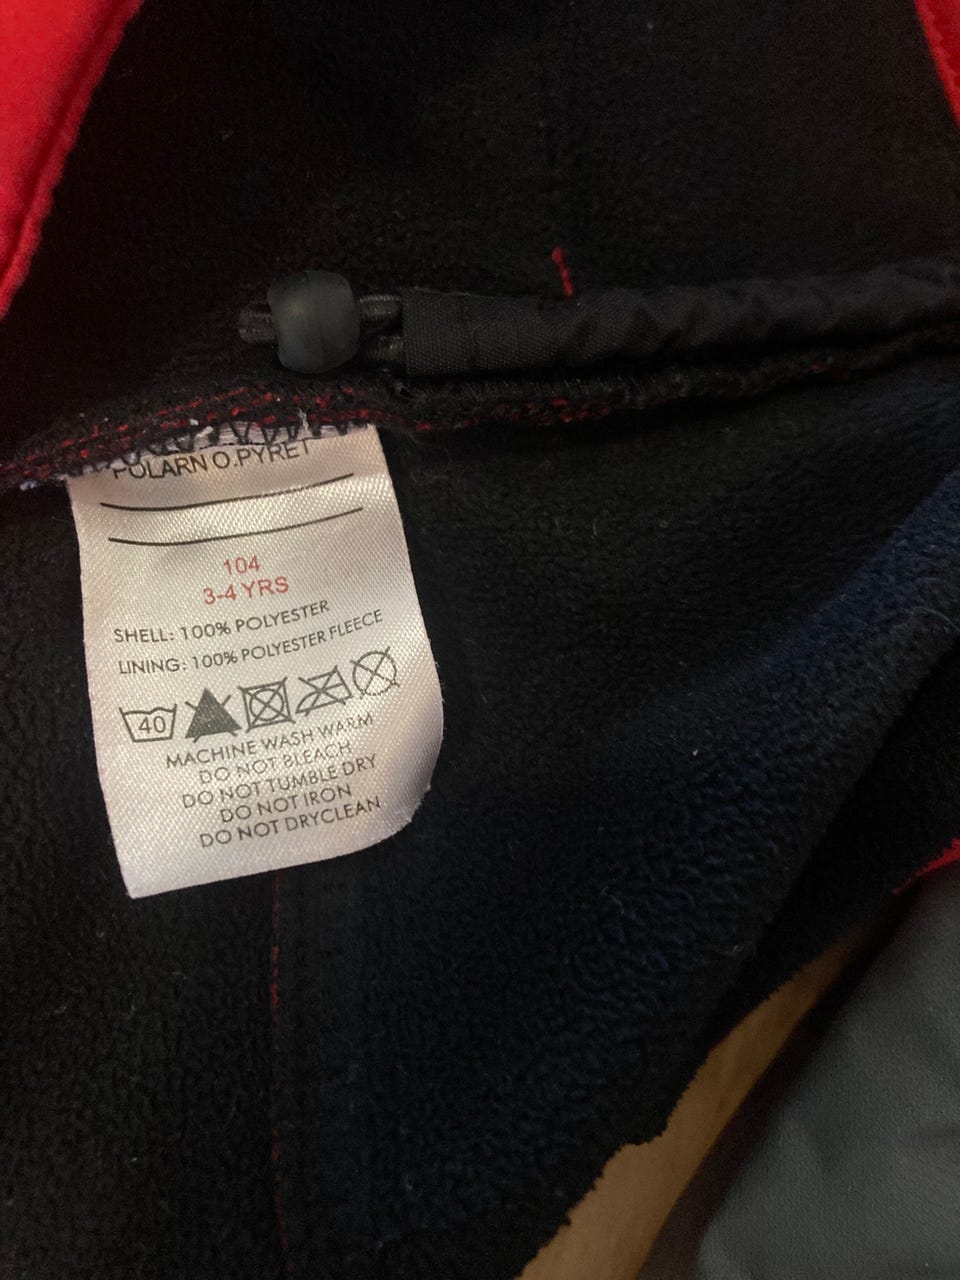 POLARN O.PYRET
104
3-4 YRS
SHELL: 100% POLYESTER
LINING: 100% POLYESTER FLEECE
40
MACHINE WASH WARM
DO NOT BLEACH
DO NOT TUMBLE DRY
DO NOT IRON
DO NOT DRYCLEAN